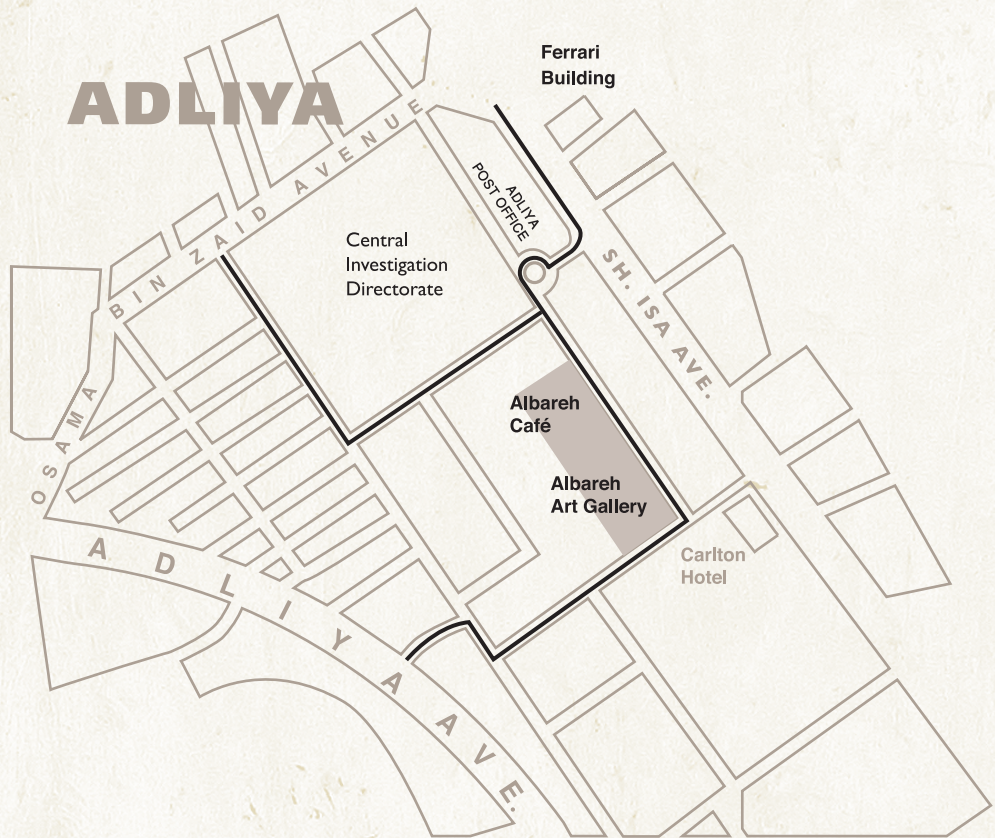 Ferrari
Building
ADLIYA
OSAMA BIN ZAID AVENUE
ADLIYA
POST OFFICE
Central
Investigation
Directorate
SH. ISA AVE.
Albareh
Café
Albareh
Art Gallery
Carlton
Hotel
ADLIYA AVE.